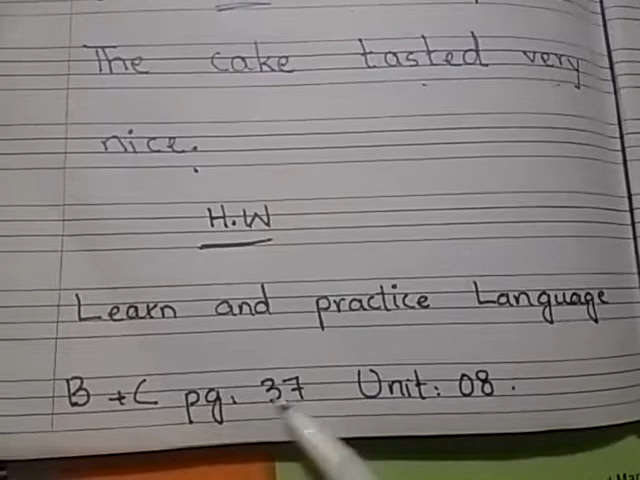 The cake tasted very
nice.
H.W
Learn and practice Language
B + C pg. 37 Unit: 08.